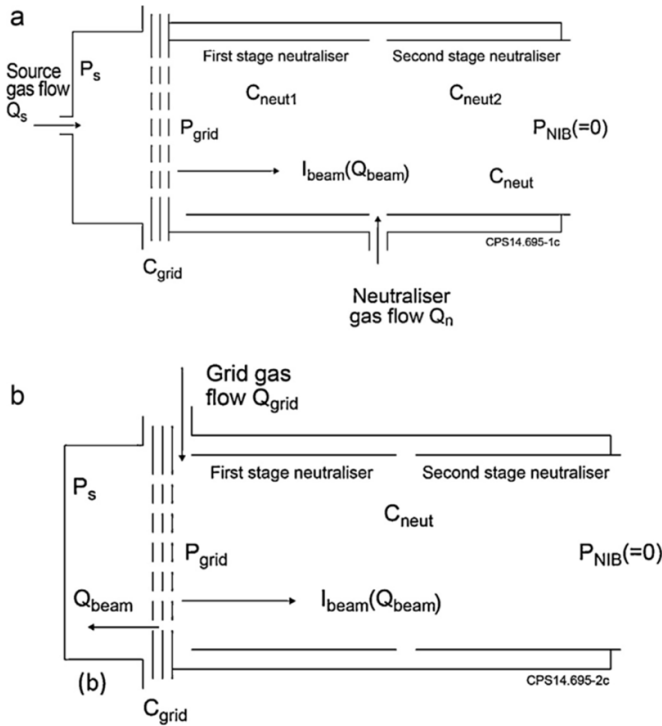 a
Source
gas flow
Qs
Ps
First stage neutraliser
Second stage neutraliser
Cneut1
Cneut2
Pgrid
PNIB(=0)
Ibeam(Qbeam)
Cneut
CPS14.695-1c
Cgrid
Neutraliser
gas flow Qn
b
Grid gas
flow Qgrid
First stage neutraliser
Second stage neutraliser
Ps
Cneut
Pgrid
PNIB(=0)
Qbeam
Ibeam(Qbeam)
(b)
CPS14.695-2c
Cgrid